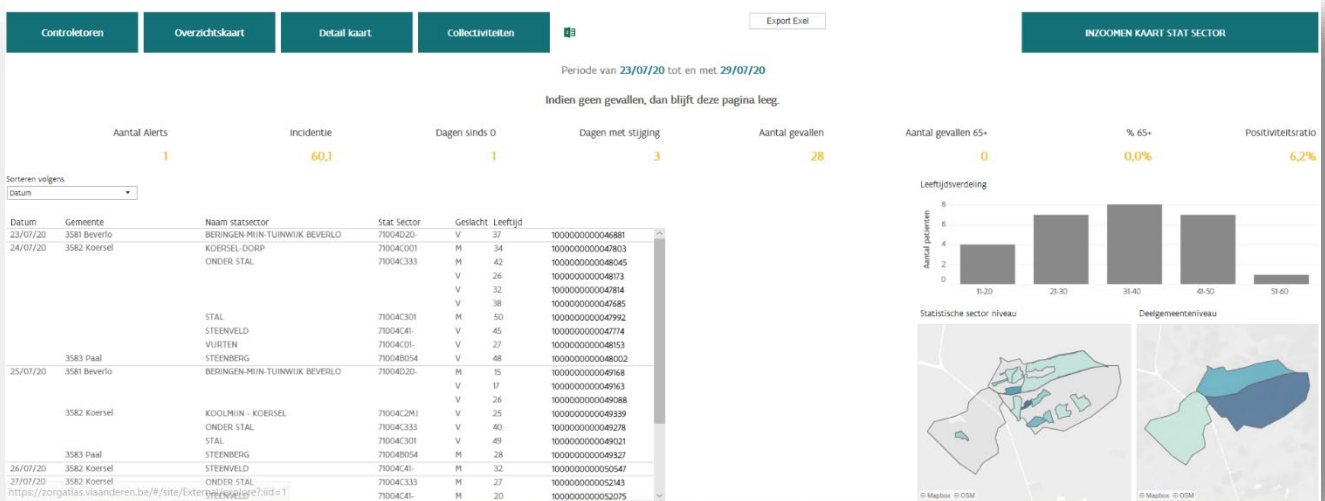 Controletoren Overzichtskaart Detail kaart Collectiviteiten Export Exel INZOOMEN KAART STAT SECTOR
Periode van 23/07/20 tot en met 29/07/20
Indien geen gevallen, dan blijft deze pagina leeg.
Aantal Alerts Incidentie Dagen sinds 0 Dagen met stijging Aantal gevallen Aantal gevallen 65+ % 65+ Positiviteitsratio
1 60,1 1 3 28 0 0,0% 6,2%
Sorteren volgens
Datum
Datum Gemeente Naam statsector Stat Sector Geslacht Leeftijd
23/07/20 3581 Beverlo BERINGEN-MIJN-TUINWIJK BEVERLO 71004D20- V 37 1000000000046881
24/07/20 3582 Koersel KOERSEL-DORP 71004C001 M 34 1000000000047803
ONDER STAL 71004C333 M 42 1000000000048045
V 26 1000000000048173
V 32 1000000000047814
V 38 1000000000047685
STAL 71004C301 M 50 1000000000047992
STEENVELD 71004C41- V 45 1000000000047774
VURTEN 71004C01- V 27 1000000000048153
3583 Paal STEENBERG 71004B054 V 48 1000000000048002
25/07/20 3581 Beverlo BERINGEN-MIJN-TUINWIJK BEVERLO 71004D20- M 15 1000000000049168
V 17 1000000000049163
V 26 1000000000049088
3582 Koersel KOOLMIJN - KOERSEL 71004C2MJ V 25 1000000000049339
ONDER STAL 71004C333 V 40 1000000000049278
STAL 71004C301 V 49 1000000000049021
3583 Paal STEENBERG 71004B054 M 28 1000000000049327
26/07/20 3582 Koersel STEENVELD 71004C41- M 32 1000000000050547
27/07/20 3582 Koersel ONDER STAL 71004C333 M 27 1000000000052143
STEENVELD 71004C41- M 20 1000000000052075
https://zorgatlas.vlaanderen.be/#/site/External/explore?:iid=1
Leeftijdsverdeling
Aantal patienten
8
6
4
2
0
11-20 21-30 31-40 41-50 51-60
Statistische sector niveau Deelgemeenteniveau
© Mapbox © OSM © Mapbox © OSM